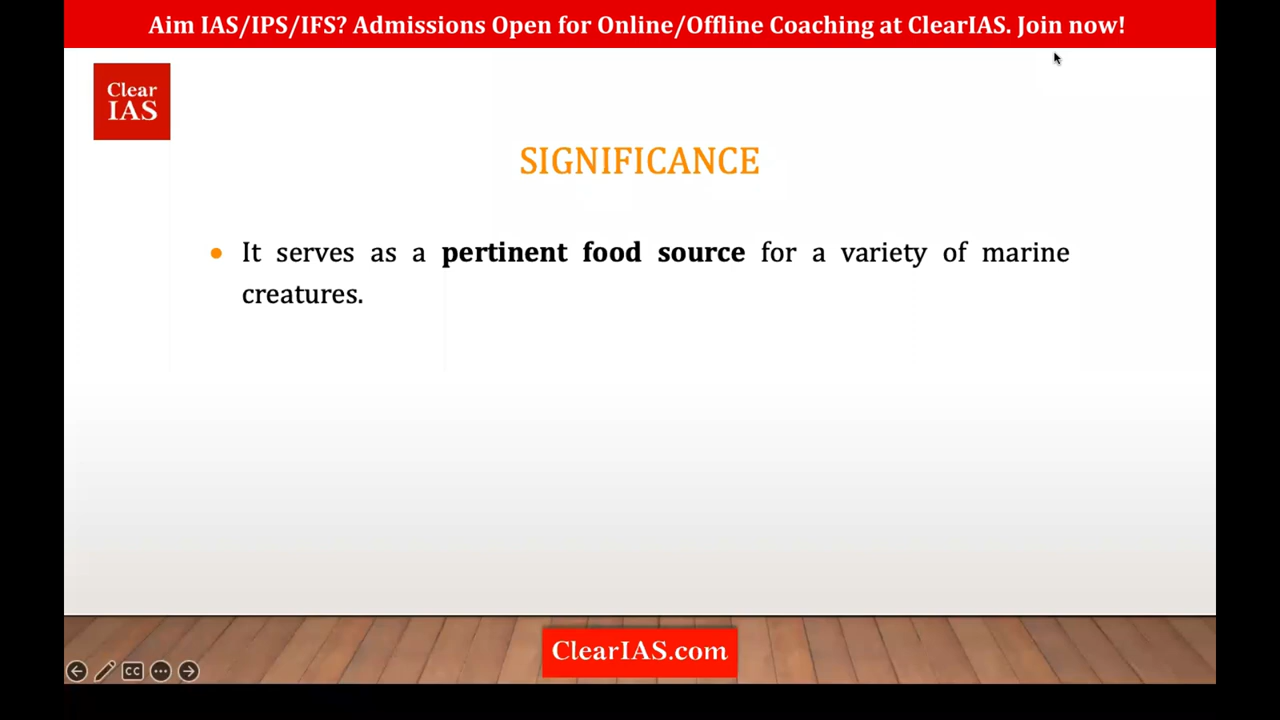 Aim IAS/IPS/IFS? Admissions Open for Online/Offline Coaching at ClearIAS. Join now!
Clear
IAS
SIGNIFICANCE
• It serves as a pertinent food source for a variety of marine
creatures.
ClearIAS.com
CC